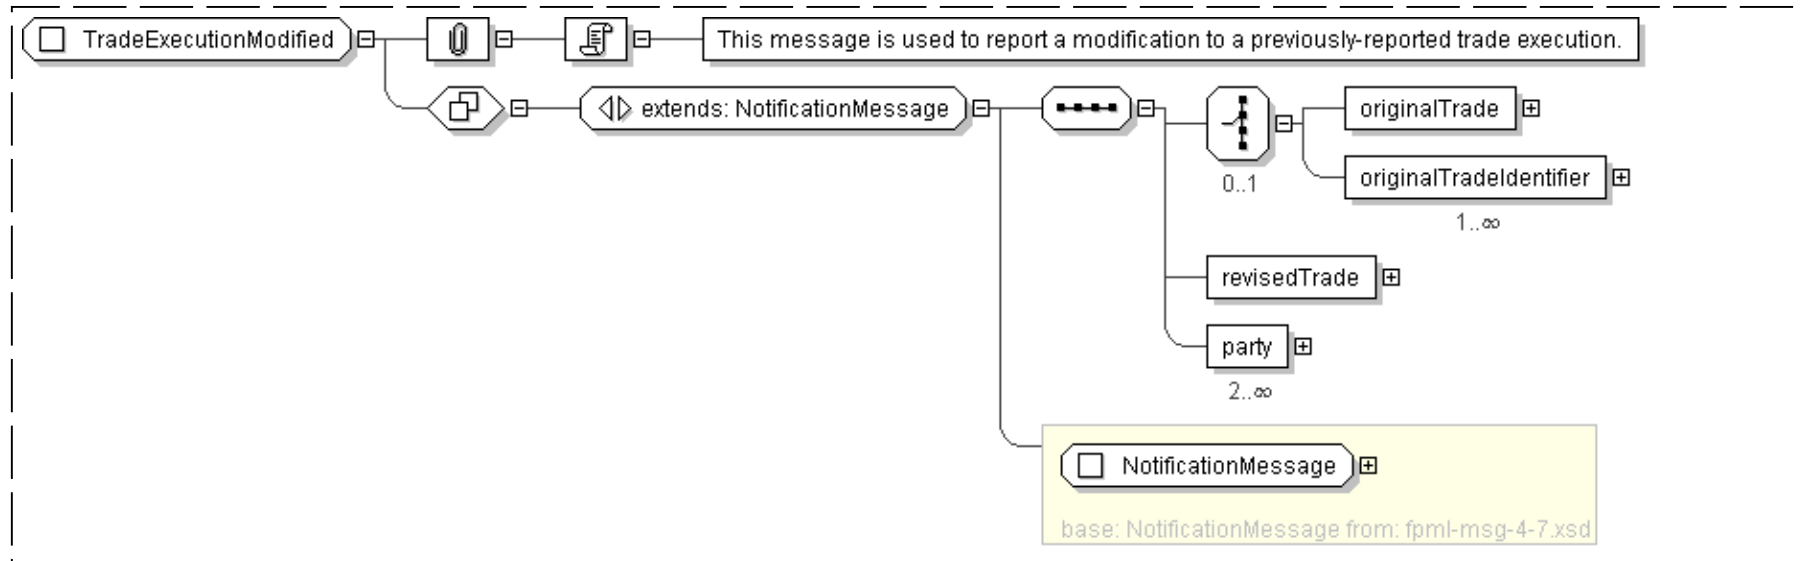 TradeExecutionModified
This message is used to report a modification to a previously-reported trade execution.
extends: NotificationMessage
originalTrade
0..1
originalTradeIdentifier
1..∞
revisedTrade
party
2..∞
NotificationMessage
base: NotificationMessage from: fpml-msg-4-7.xsd